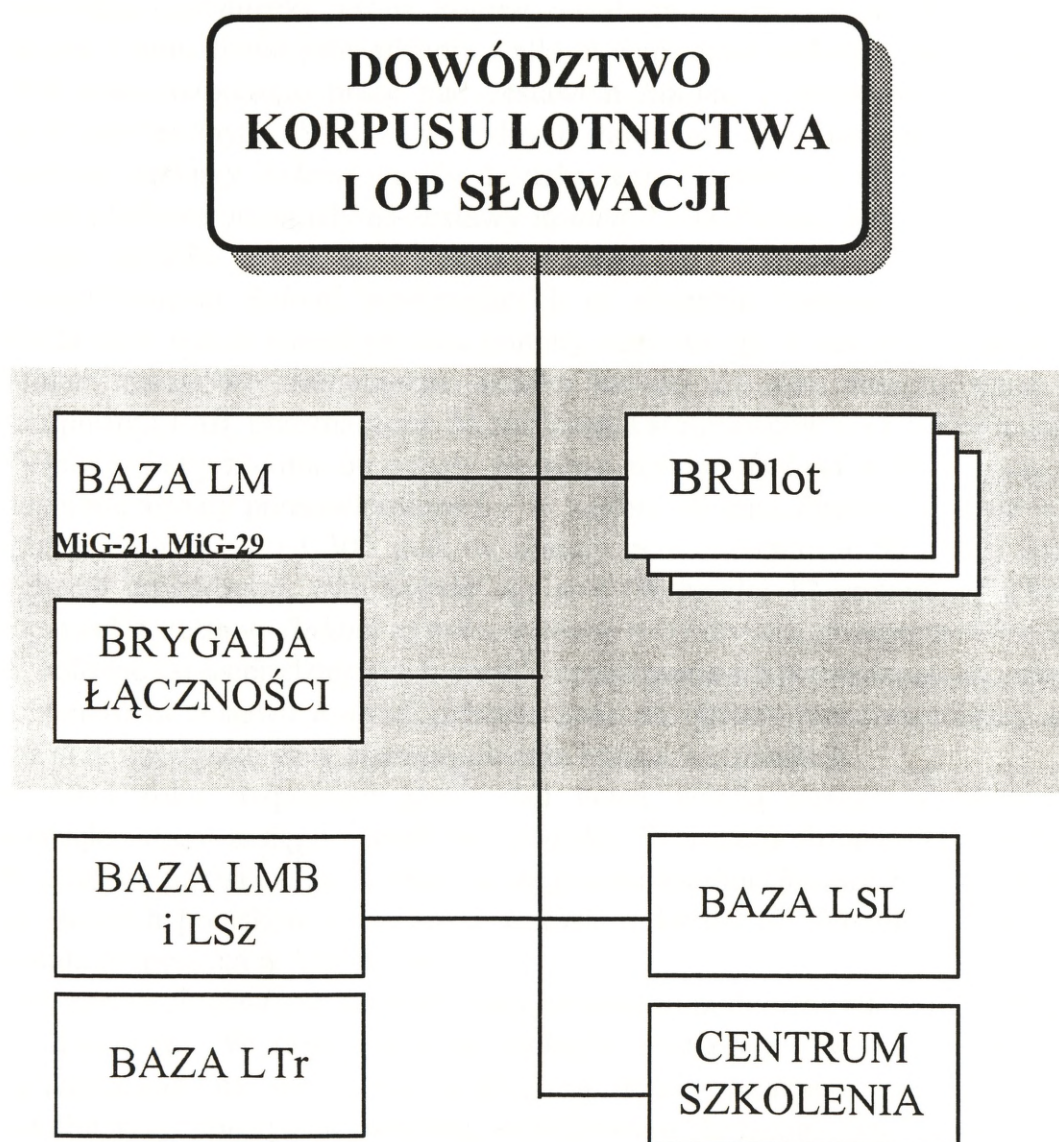 DOWÓDZTWO
KORPUSU LOTNICTWA
I OP SŁOWACJI
BAZA LM
MiG-21, MiG-29
BRPlot
BRYGADA
ŁĄCZNOŚCI
BAZA LMB
i LSz
BAZA LSL
BAZA LTr
CENTRUM
SZKOLENIA